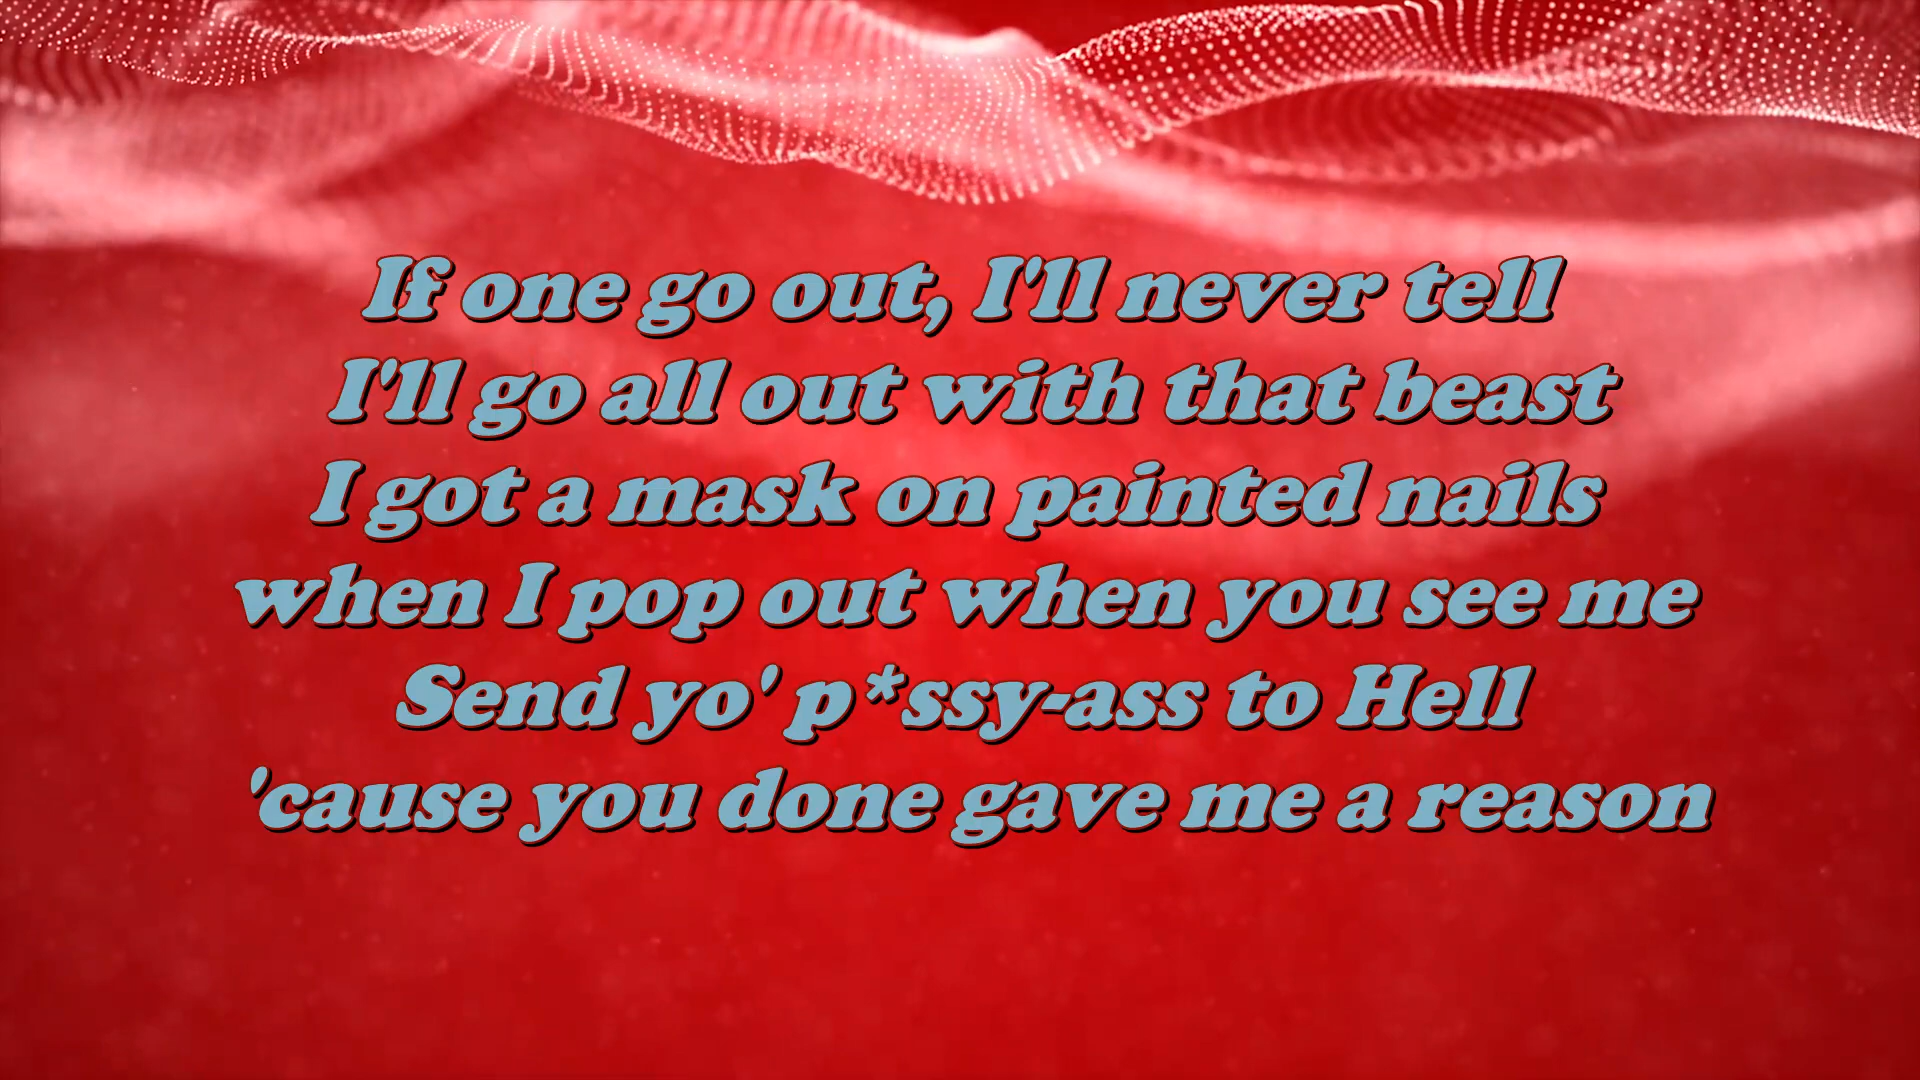 If one go out, I'll never tell
I'll go all out with that beast
I got a mask on painted nails
when I pop out when you see me
Send yo' p*ssy-ass to Hell
'cause you done gave me a reason